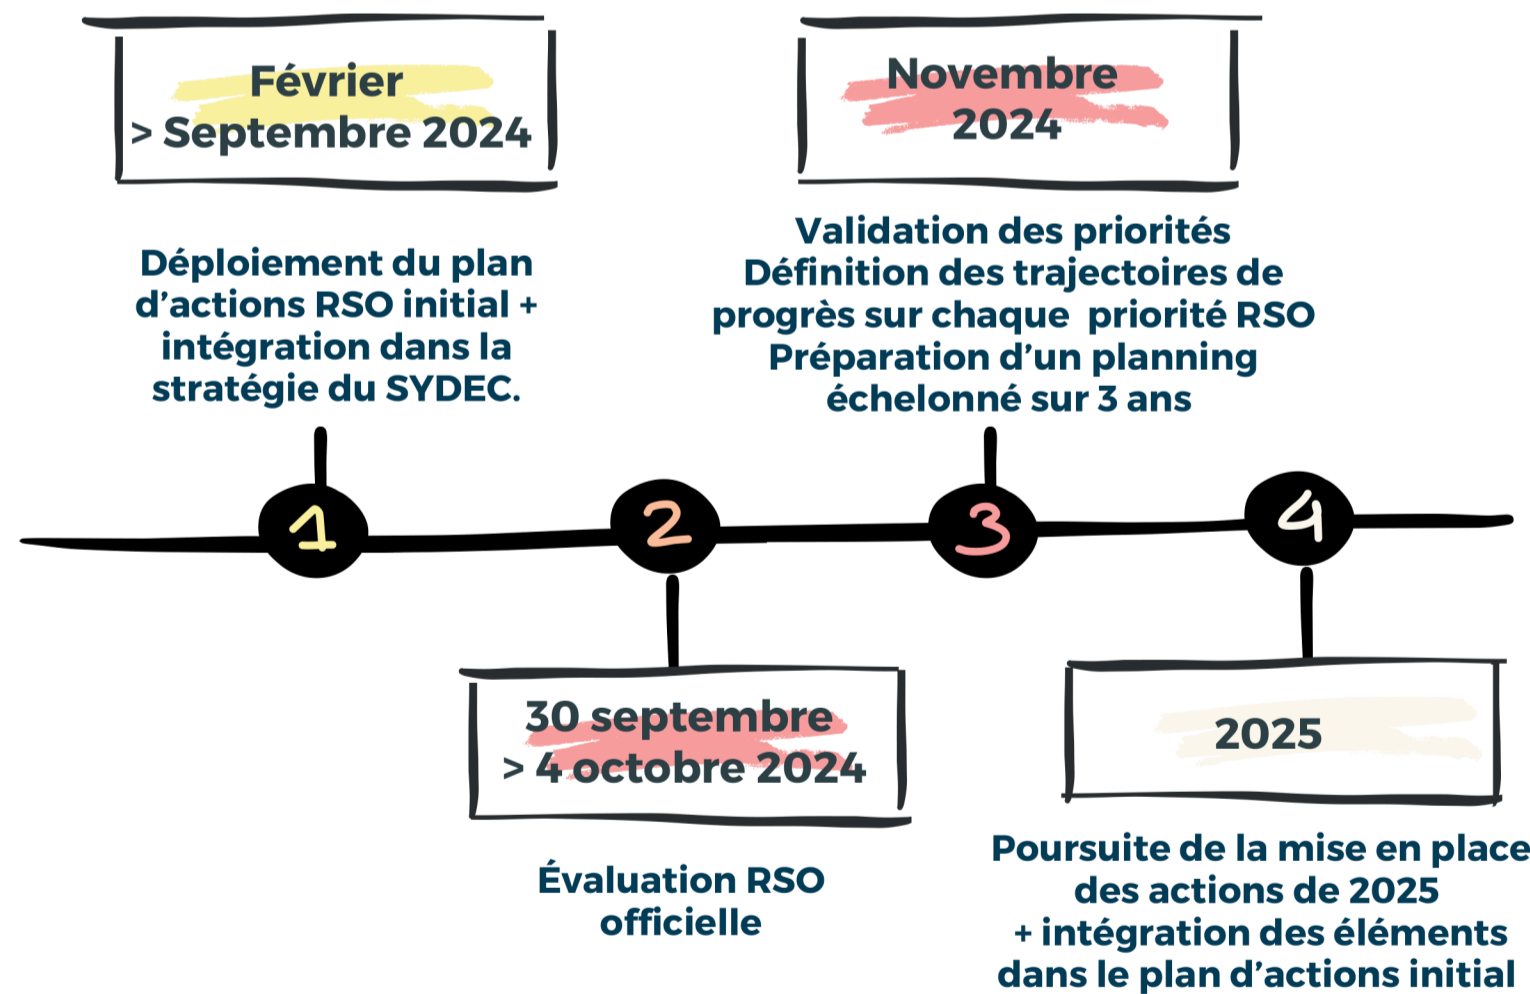 Février
> Septembre 2024
Déploiement du plan
d'actions RSO initial +
intégration dans la
stratégie du SYDEC.
1
30 septembre
> 4 octobre 2024
Évaluation RSO
officielle
2
Novembre
2024
Validation des priorités
Définition des trajectoires de
progrès sur chaque  priorité RSO
Préparation d'un planning
échelonné sur 3 ans
3
4
2025
Poursuite de la mise en place
des actions de 2025
+ intégration des éléments
dans le plan d'actions initial